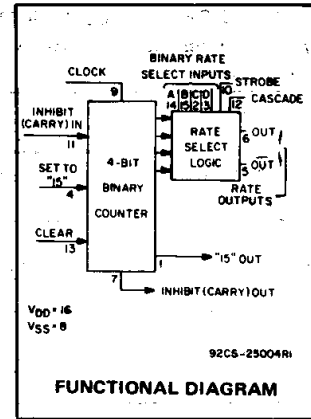 BINARY RATE
SELECT INPUTS
CLOCK
9
A B C D
14 15 2 3
10 STROBE
12 CASCADE
INHIBIT
(CARRY) IN
11
4-BIT
BINARY
COUNTER
RATE
SELECT
LOGIC
6 OUT
5 OUT
RATE
OUTPUTS
SET TO
"15"
4
CLEAR
13
1
"15" OUT
7
INHIBIT (CARRY) OUT
VDD = 16
VSS = 8
92CS-25004R1
FUNCTIONAL DIAGRAM